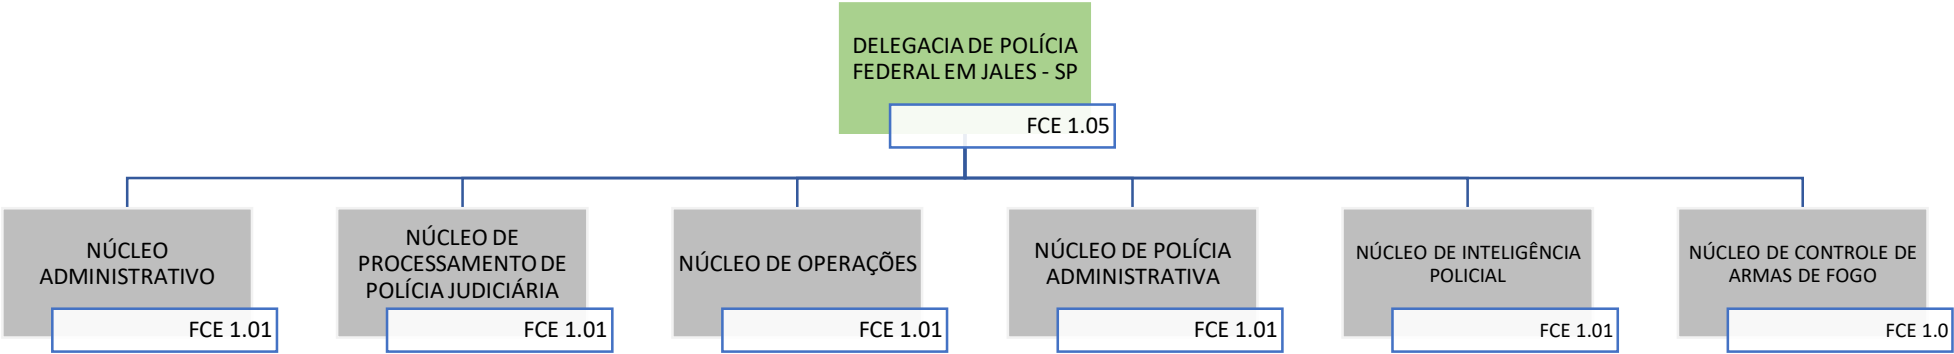 DELEGACIA DE POLÍCIA
FEDERAL EM JALES - SP
FCE 1.05
NÚCLEO
ADMINISTRATIVO
FCE 1.01
NÚCLEO DE
PROCESSAMENTO DE
POLÍCIA JUDICIÁRIA
FCE 1.01
NÚCLEO DE OPERAÇÕES
FCE 1.01
NÚCLEO DE POLÍCIA
ADMINISTRATIVA
FCE 1.01
NÚCLEO DE INTELIGÊNCIA
POLICIAL
FCE 1.01
NÚCLEO DE CONTROLE DE
ARMAS DE FOGO
FCE 1.0